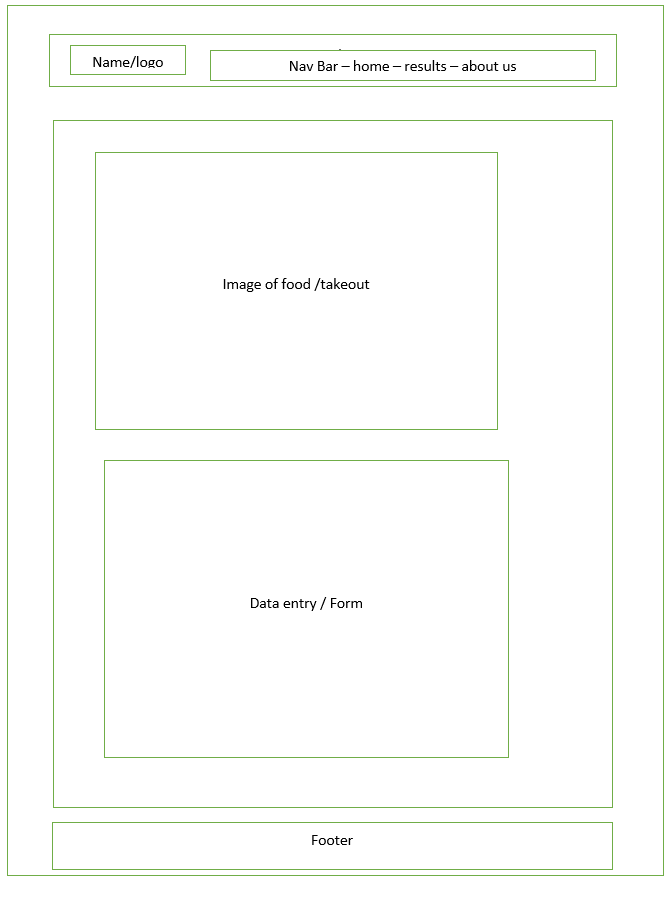 Name/logo
Nav Bar – home – results – about us
Image of food /takeout
Data entry / Form
Footer